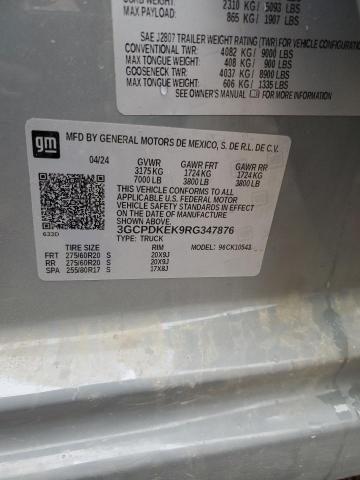 CURB WEIGHT: 2310 KG / 5093 LBS
MAX PAYLOAD: 865 KG / 1907 LBS
SAE J2807 TRAILER WEIGHT RATING (TWR) FOR VEHICLE
CONVENTIONAL TWR: 4082 KG / 9000 LBS
MAX TONGUE WT: 408 KG / 900 LBS
GOOSENECK TWR: 4037 KG / 8900 LBS
MAX TONGUE WT: 606 KG / 1335 LBS
SEE OWNER'S MANUAL FOR ADDITIONAL
gm MFD BY GENERAL MOTORS DE MEXICO, S. DE R.L. DE C.V.
04/24 GVWR GAWR FRT GAWR RR
3175 KG 1724 KG 1724 KG
7000 LB 3800 LB 3800 LB
THIS VEHICLE CONFORMS TO ALL
APPLICABLE U.S. FEDERAL MOTOR
VEHICLE SAFETY STANDARDS IN EFFECT
ON THE DATE OF MANUFACTURE SHOWN ABOVE.
3GCPDKEK9RG347876
633D TYPE: TRUCK MODEL: 98CK10543
TIRE SIZE RIM
FRT 275/60R20 S 20X9J
RR 275/60R20 S 20X9J
SPA 255/80R17 S 17X8J